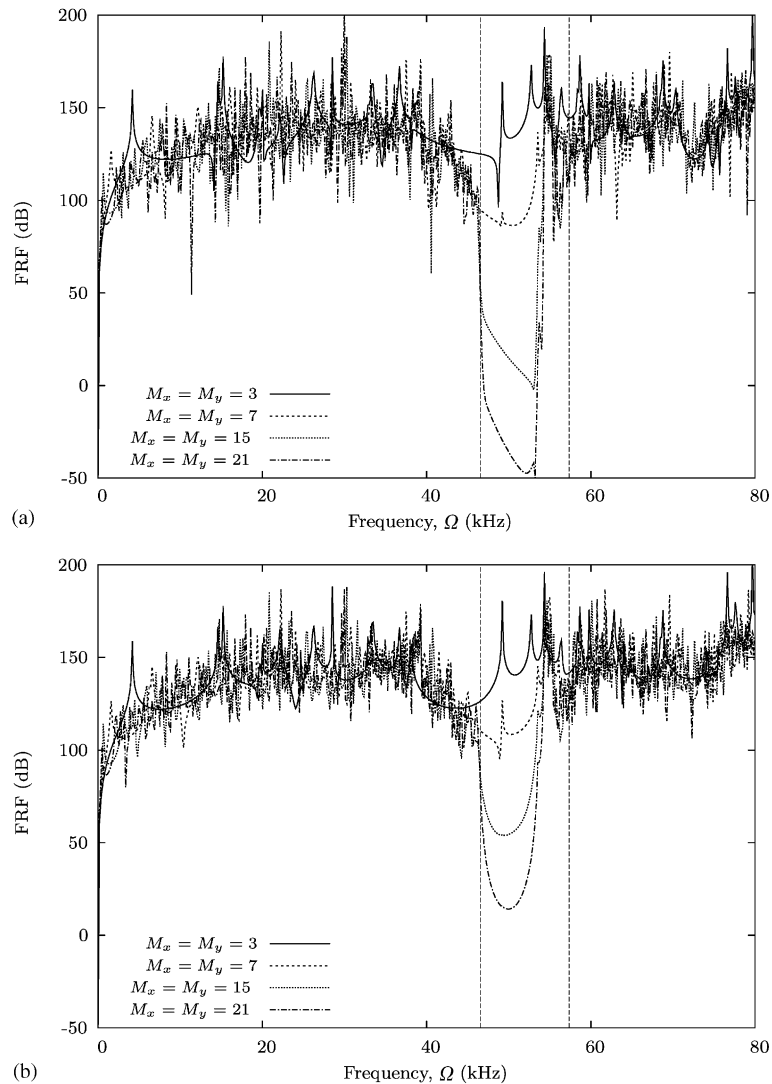 200
150
100
50
0
-50
FRF (dB)
Mx = My = 3
Mx = My = 7
Mx = My = 15
Mx = My = 21
0 20 40 60 80
Frequency, Ω (kHz)
(a)
200
150
100
50
0
-50
FRF (dB)
Mx = My = 3
Mx = My = 7
Mx = My = 15
Mx = My = 21
0 20 40 60 80
Frequency, Ω (kHz)
(b)